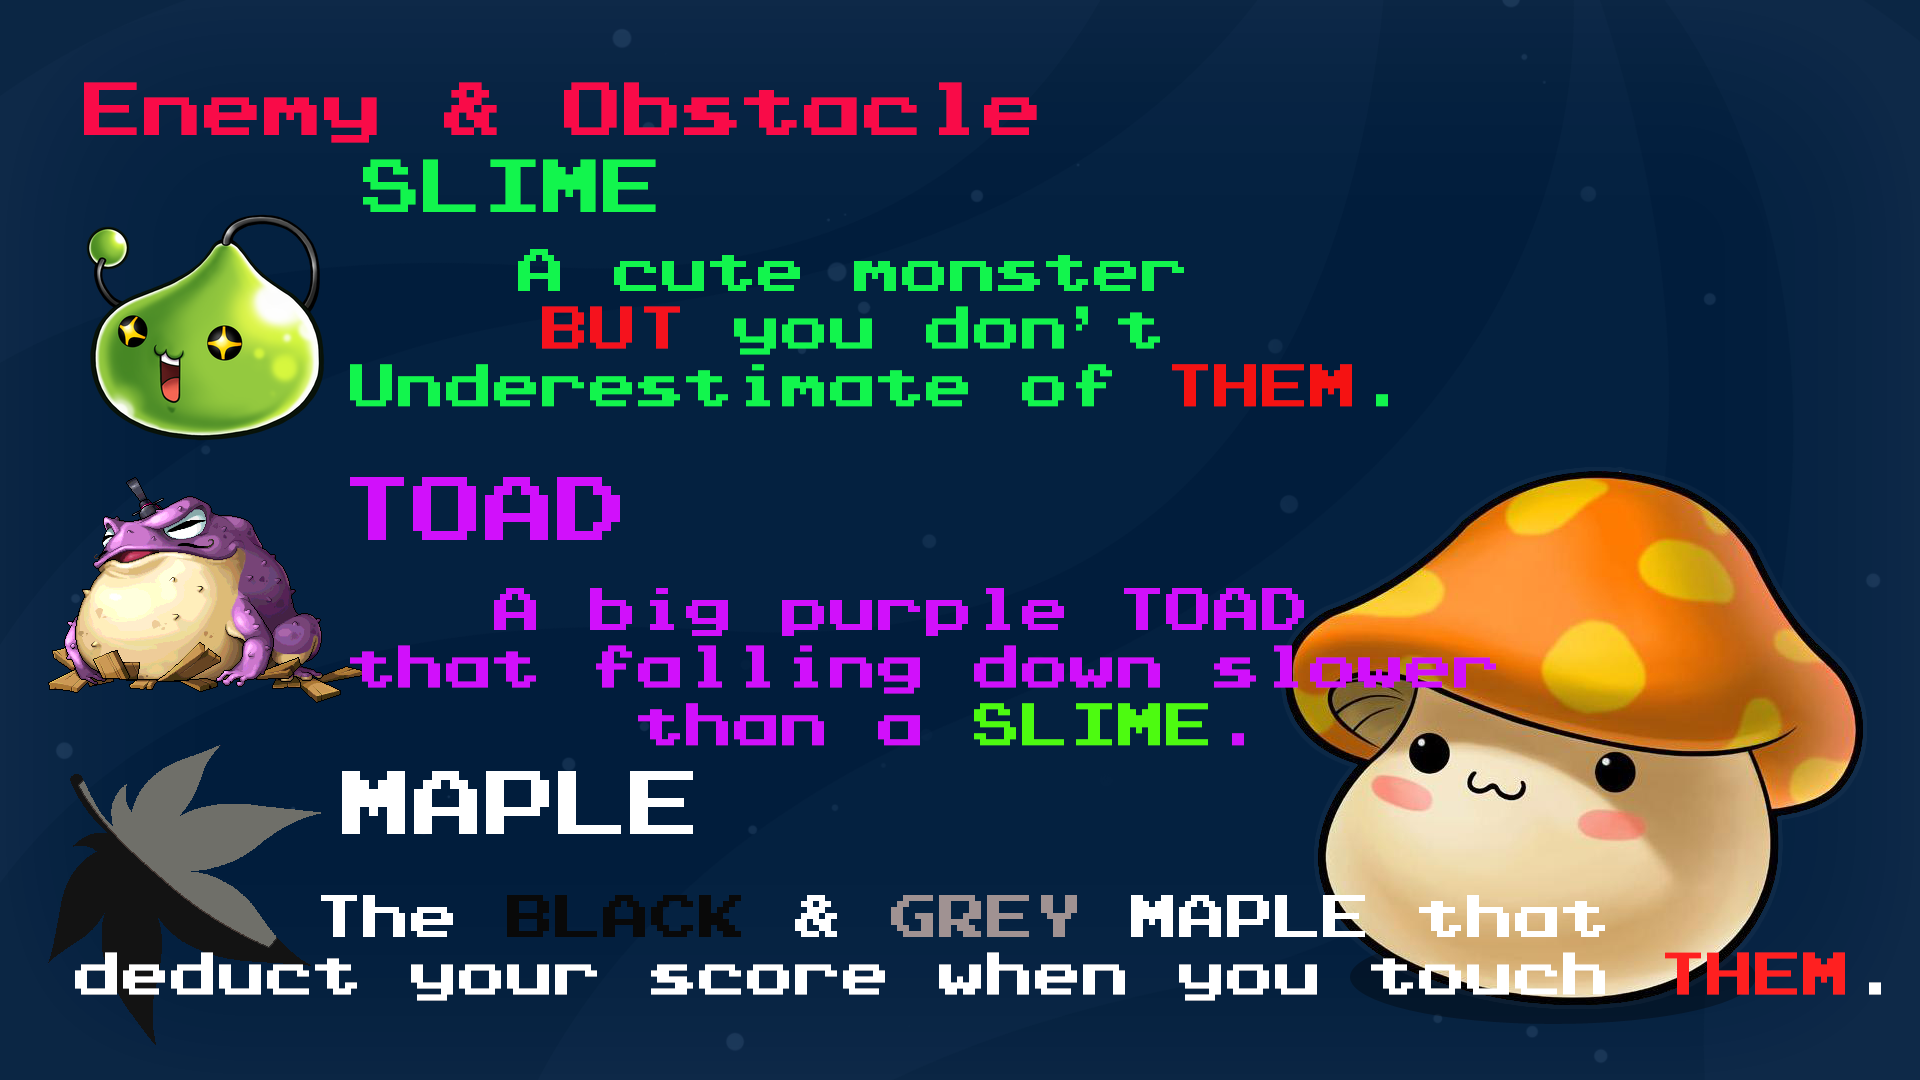 Enemy & Obstacle
SLIME
A cute monster
BUT you don't
Underestimate of THEM.
TOAD
A big purple TOAD
that falling down slower
than a SLIME.
MAPLE
The BLACK & GREY MAPLE that
deduct your score when you touch THEM.